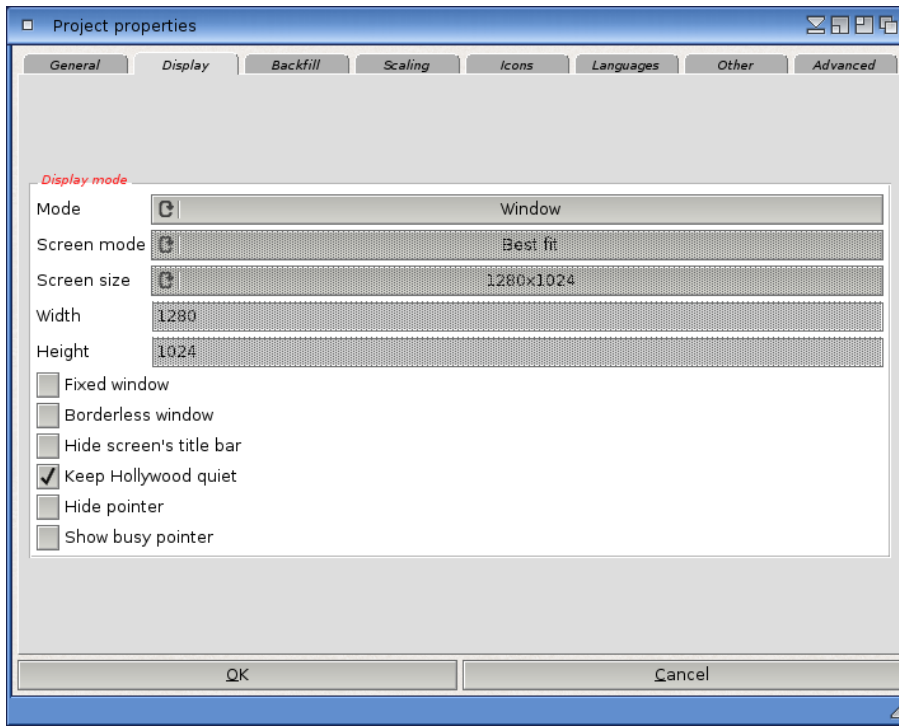 Project properties
General Display Backfill Scaling Icons Languages Other Advanced
Display mode
Mode Window
Screen mode Best fit
Screen size 1280x1024
Width 1280
Height 1024
Fixed window
Borderless window
Hide screen's title bar
Keep Hollywood quiet
Hide pointer
Show busy pointer
OK Cancel